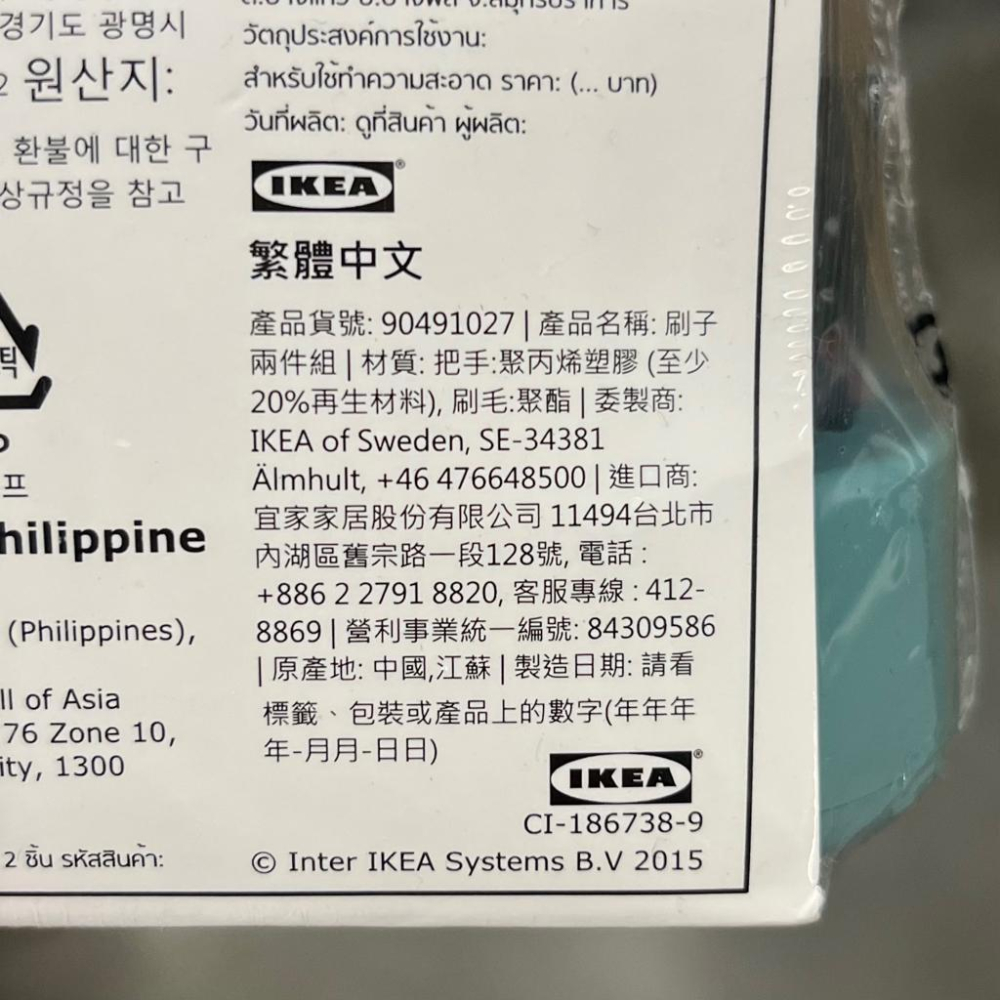 경기도 광명시
원산지:
환불에 대한 구
상규정을 참고
틱
프
hilippine
(Philippines),
ll of Asia
76 Zone 10,
ity, 1300
2 ชิ้น รหัสสินค้า:
วัตถุประสงค์การใช้งาน:
สำหรับใช้ทำความสะอาด ราคา: (... บาท)
วันที่ผลิต: ดูที่สินค้า ผู้ผลิต:
IKEA®
繁體中文
產品貨號: 90491027 | 產品名稱: 刷子
兩件組 | 材質: 把手:聚丙烯塑膠 (至少
20%再生材料), 刷毛:聚酯 | 委製商:
IKEA of Sweden, SE-34381
Älmhult, +46 476648500 | 進口商:
宜家家居股份有限公司 11494台北市
內湖區舊宗路一段128號, 電話 :
+886 2 2791 8820, 客服專線 : 412-
8869 | 營利事業統一編號: 84309586
| 原產地: 中國,江蘇 | 製造日期: 請看
標籤、包裝或產品上的數字(年年年
年-月月-日日)
IKEA®
CI-186738-9
© Inter IKEA Systems B.V 2015